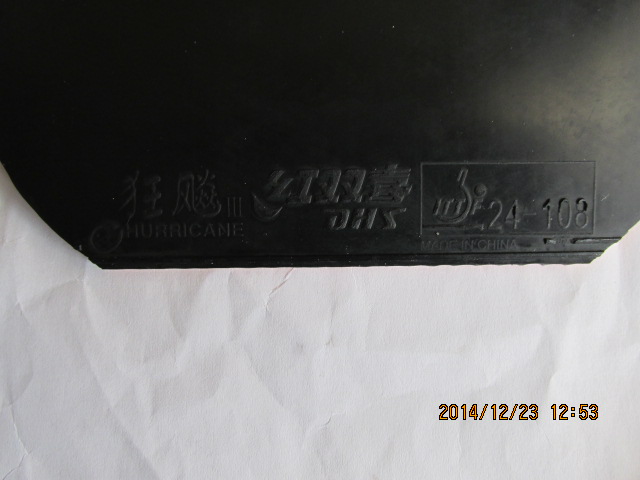 狂飚III 红双喜 ITTF 24-108
HURRICANE DHS
MADE IN CHINA
2014/12/23 12:53